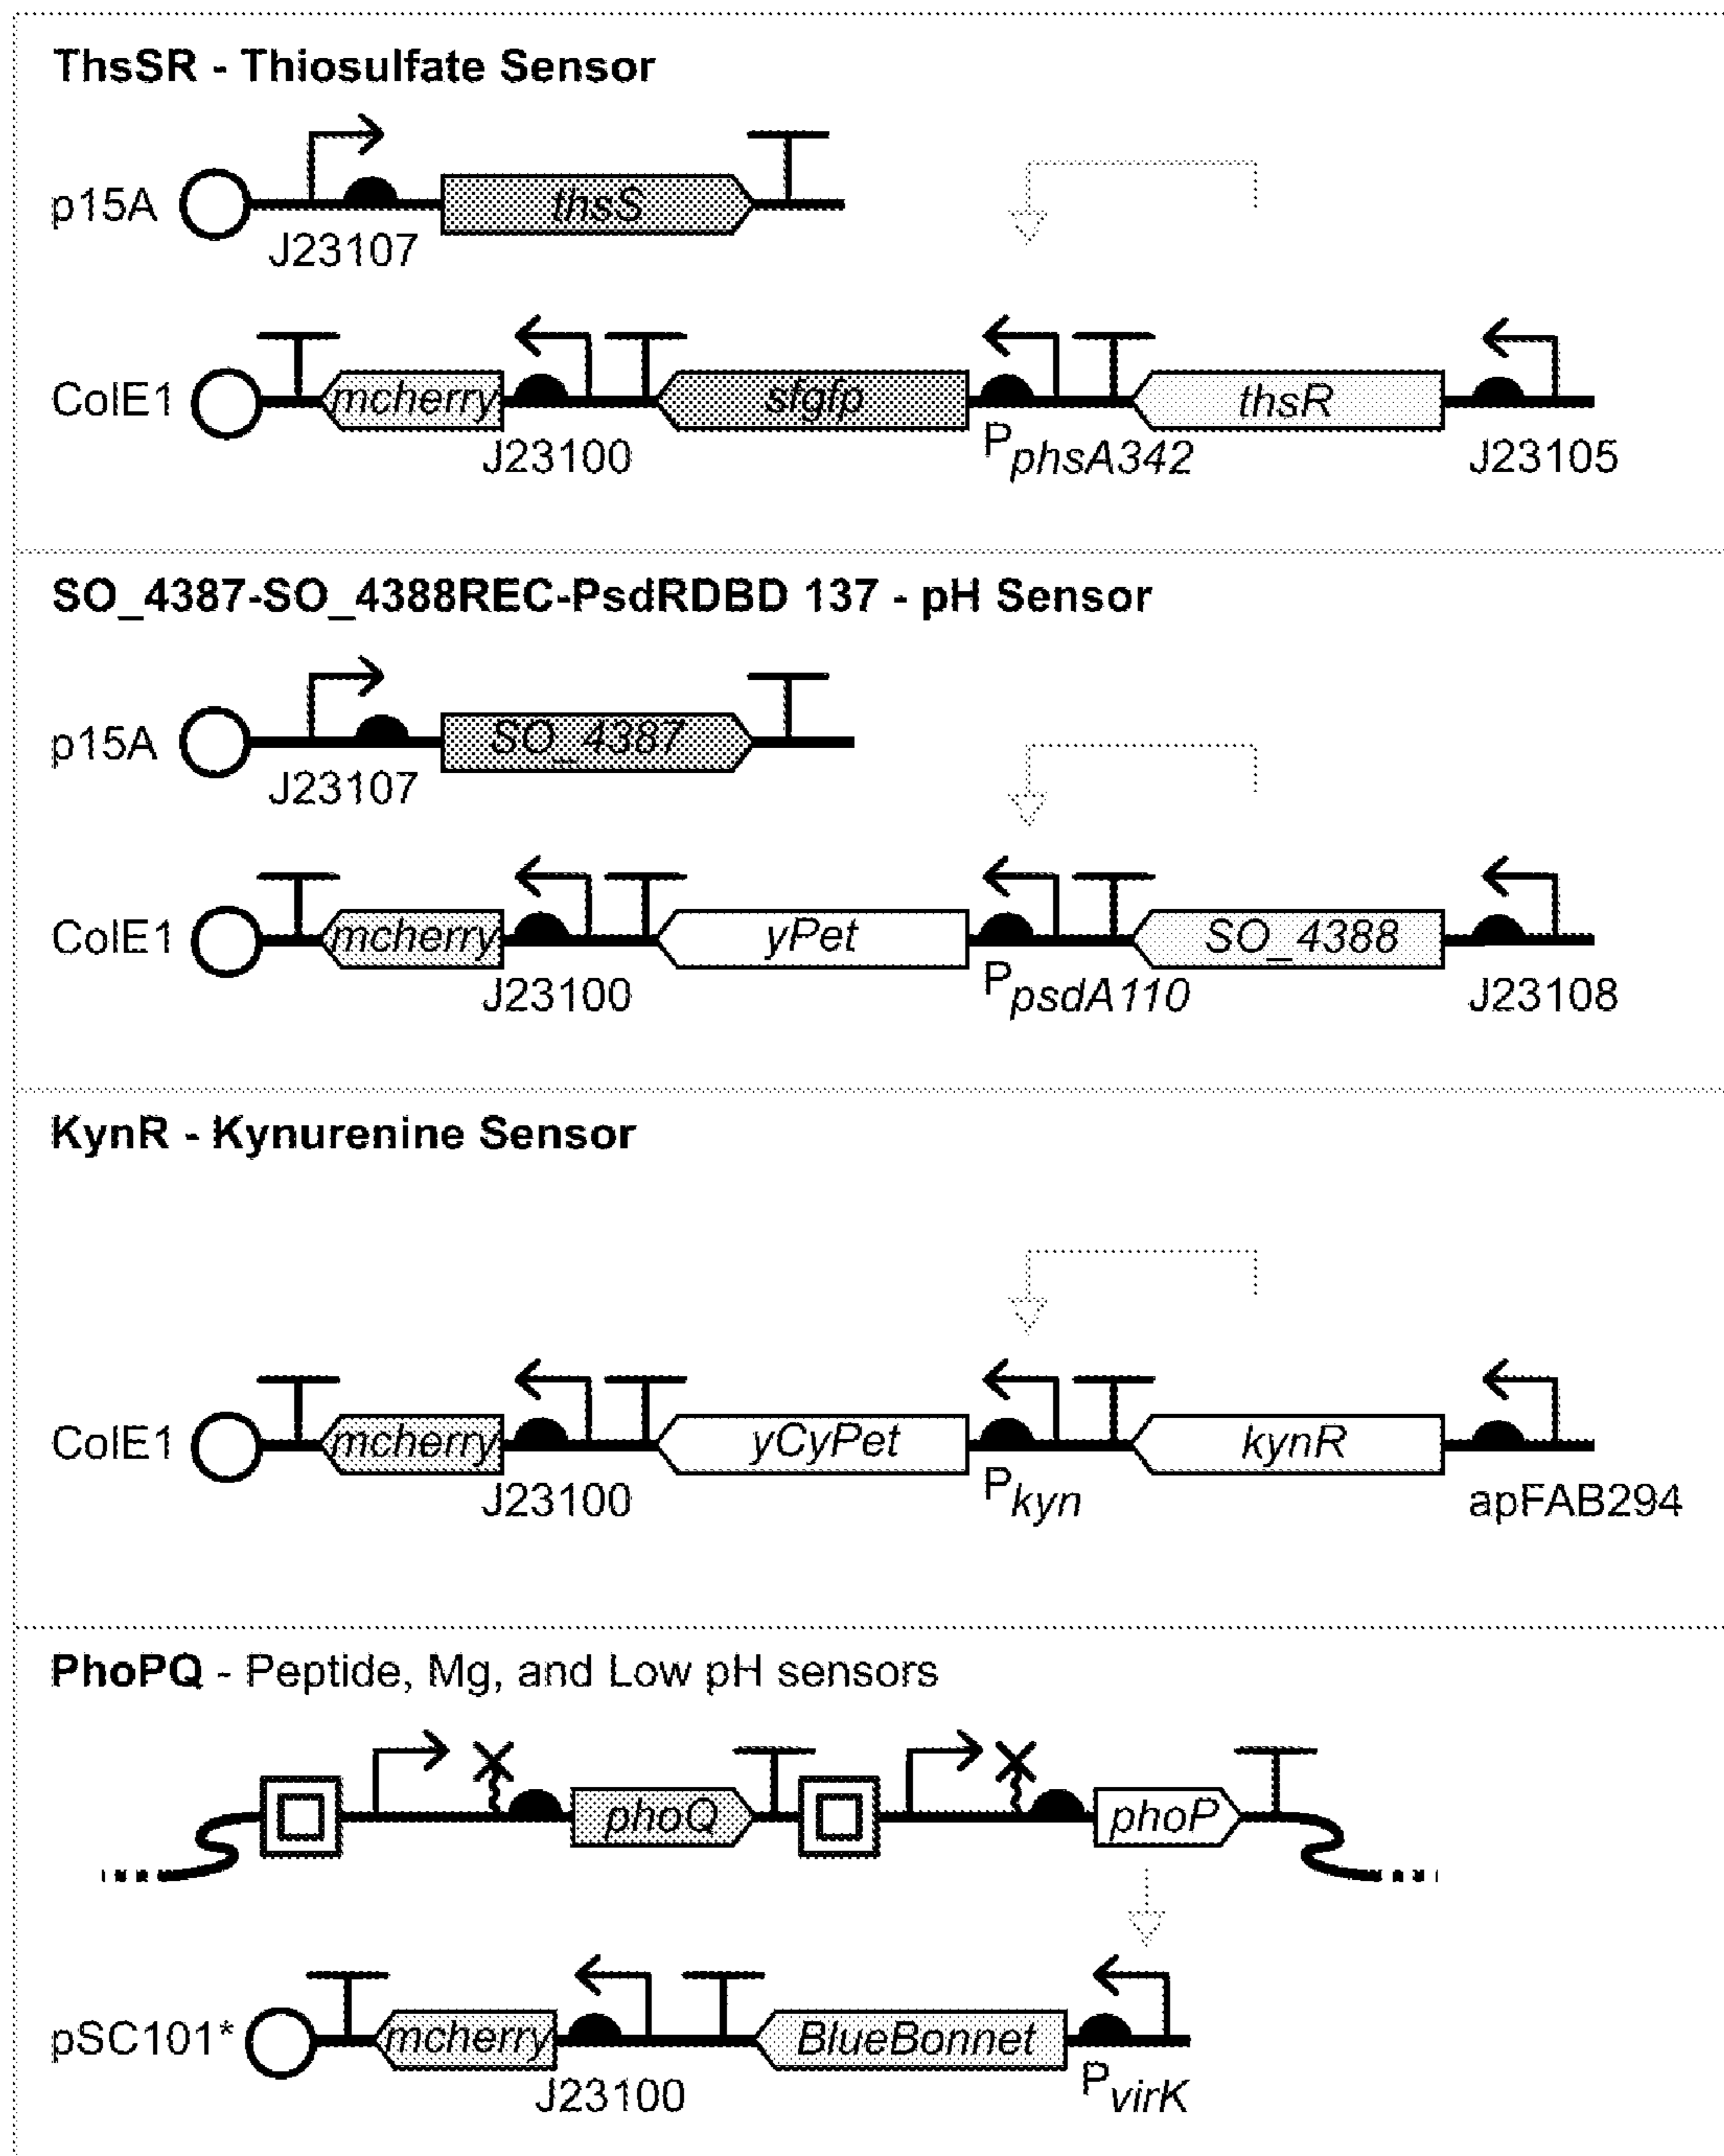 ThsSR - Thiosulfate Sensor
p15A
thsS
J23107
ColE1
mcherry
sfgfp
thsR
J23100
PphsA342
J23105
SO_4387-SO_4388REC-PsdRDBD 137 - pH Sensor
p15A
SO_4387
J23107
ColE1
mcherry
yPet
SO_4388
J23100
PpsdA110
J23108
KynR - Kynurenine Sensor
ColE1
mcherry
yCyPet
kynR
J23100
Pkyn
apFAB294
PhoPQ - Peptide, Mg, and Low pH sensors
phoQ
phoP
pSC101*
mcherry
BlueBonnet
J23100
PvirK